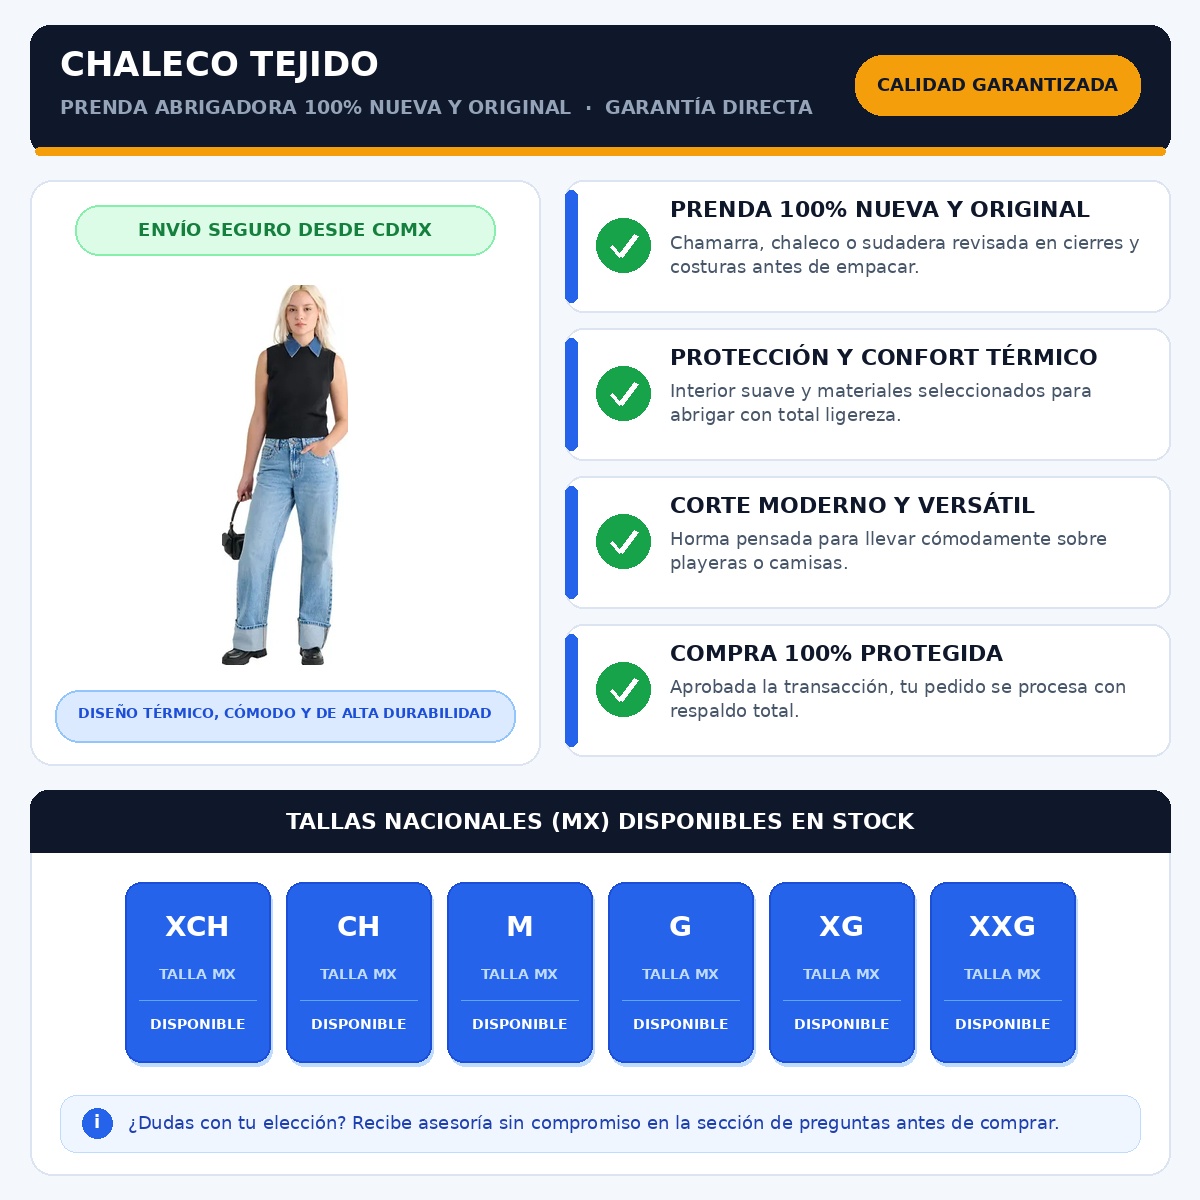 CHALECO TEJIDO
PRENDA ABRIGADORA 100% NUEVA Y ORIGINAL · GARANTÍA DIRECTA
CALIDAD GARANTIZADA
ENVÍO SEGURO DESDE CDMX
DISEÑO TÉRMICO, CÓMODO Y DE ALTA DURABILIDAD
PRENDA 100% NUEVA Y ORIGINAL
Chamarra, chaleco o sudadera revisada en cierres y
costuras antes de empacar.
PROTECCIÓN Y CONFORT TÉRMICO
Interior suave y materiales seleccionados para
abrigar con total ligereza.
CORTE MODERNO Y VERSÁTIL
Horma pensada para llevar cómodamente sobre
playeras o camisas.
COMPRA 100% PROTEGIDA
Aprobada la transacción, tu pedido se procesa con
respaldo total.
TALLAS NACIONALES (MX) DISPONIBLES EN STOCK
XCH
TALLA MX
DISPONIBLE
CH
TALLA MX
DISPONIBLE
M
TALLA MX
DISPONIBLE
G
TALLA MX
DISPONIBLE
XG
TALLA MX
DISPONIBLE
XXG
TALLA MX
DISPONIBLE
i
¿Dudas con tu elección? Recibe asesoría sin compromiso en la sección de preguntas antes de comprar.